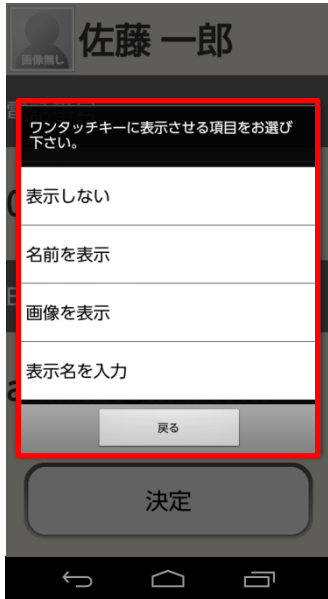 画像無し
佐藤 一郎
ワンタッチキーに表示させる項目をお選び
下さい。
表示しない
名前を表示
画像を表示
表示名を入力
戻る
決定